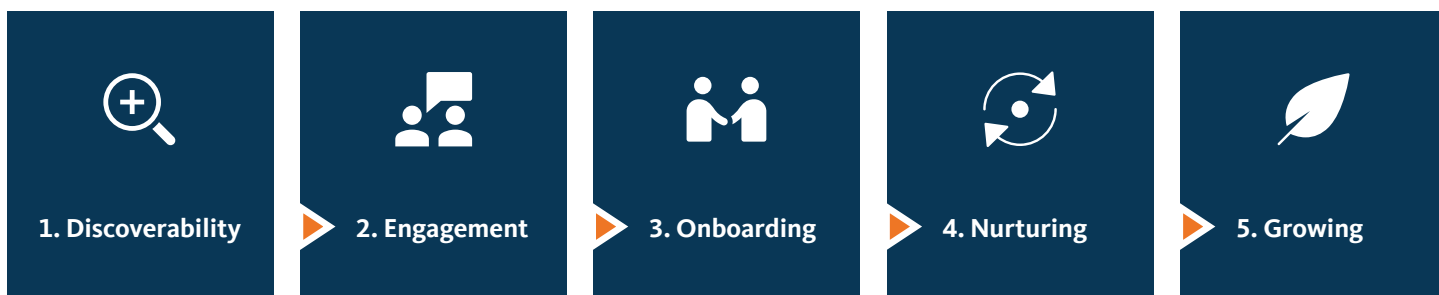 1. Discoverability
2. Engagement
3. Onboarding
4. Nurturing
5. Growing